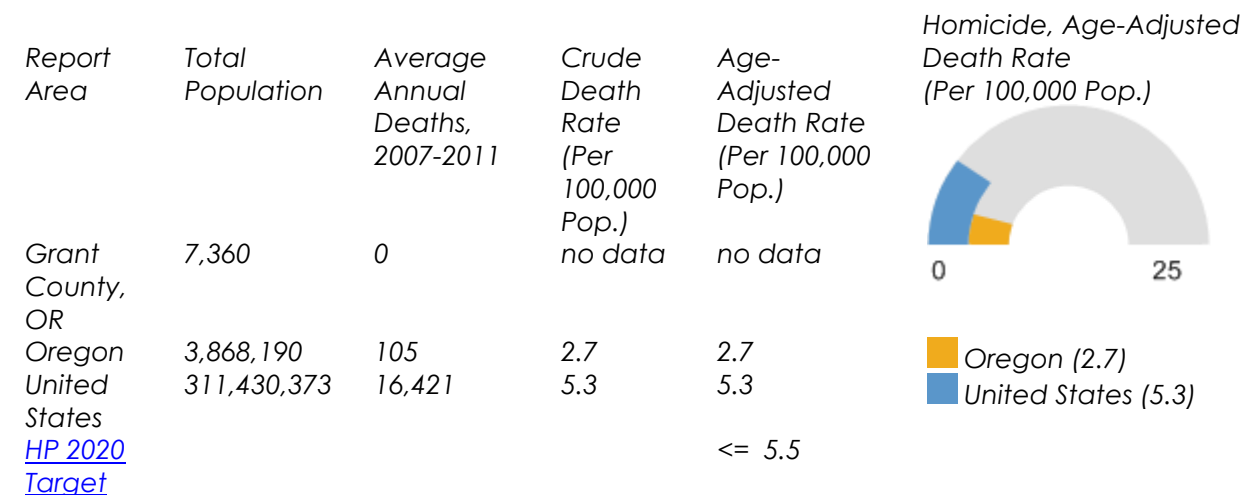 Report Area
Total Population
Average Annual Deaths, 2007-2011
Crude Death Rate (Per 100,000 Pop.)
Age-Adjusted Death Rate (Per 100,000 Pop.)
Homicide, Age-Adjusted
Death Rate
(Per 100,000 Pop.)
Grant County, OR 7,360 0 no data no data
Oregon 3,868,190 105 2.7 2.7
United States 311,430,373 16,421 5.3 5.3
HP 2020 Target <= 5.5
0 25
Oregon (2.7)
United States (5.3)